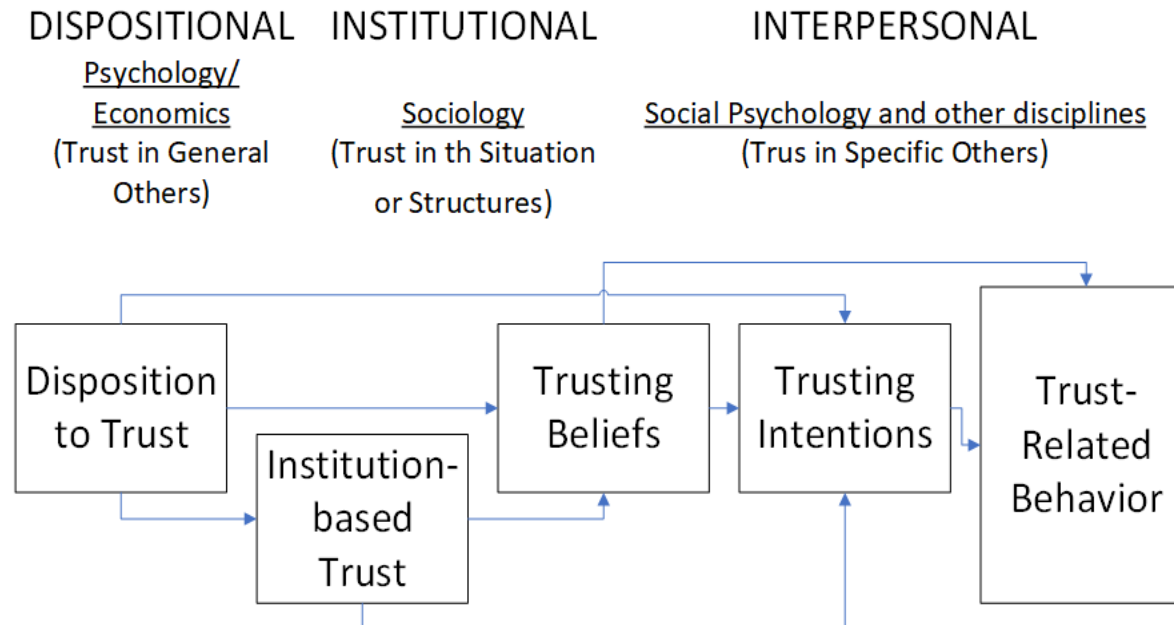 DISPOSITIONAL
Psychology/
Economics
(Trust in General
Others)
INSTITUTIONAL
Sociology
(Trust in th Situation
or Structures)
INTERPERSONAL
Social Psychology and other disciplines
(Trus in Specific Others)
Disposition
to Trust
Institution-
based
Trust
Trusting
Beliefs
Trusting
Intentions
Trust-
Related
Behavior